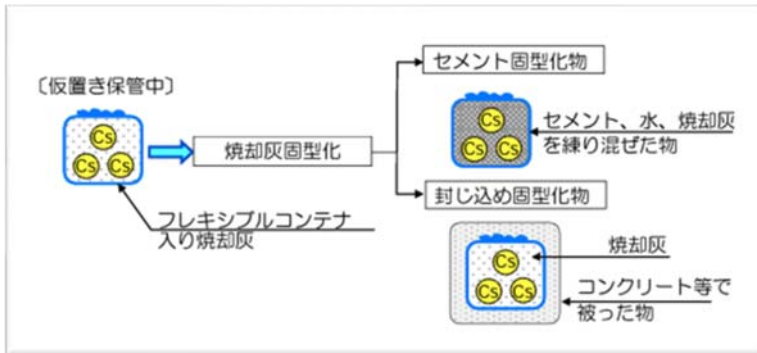 〔仮置き保管中〕
Cs
Cs
Cs
フレキシブルコンテナ
入り焼却灰
焼却灰固型化
セメント固型化物
Cs
Cs
Cs
セメント、水、焼却灰
を練り混ぜた物
封じ込め固型化物
Cs
Cs
Cs
焼却灰
コンクリート等で
被った物